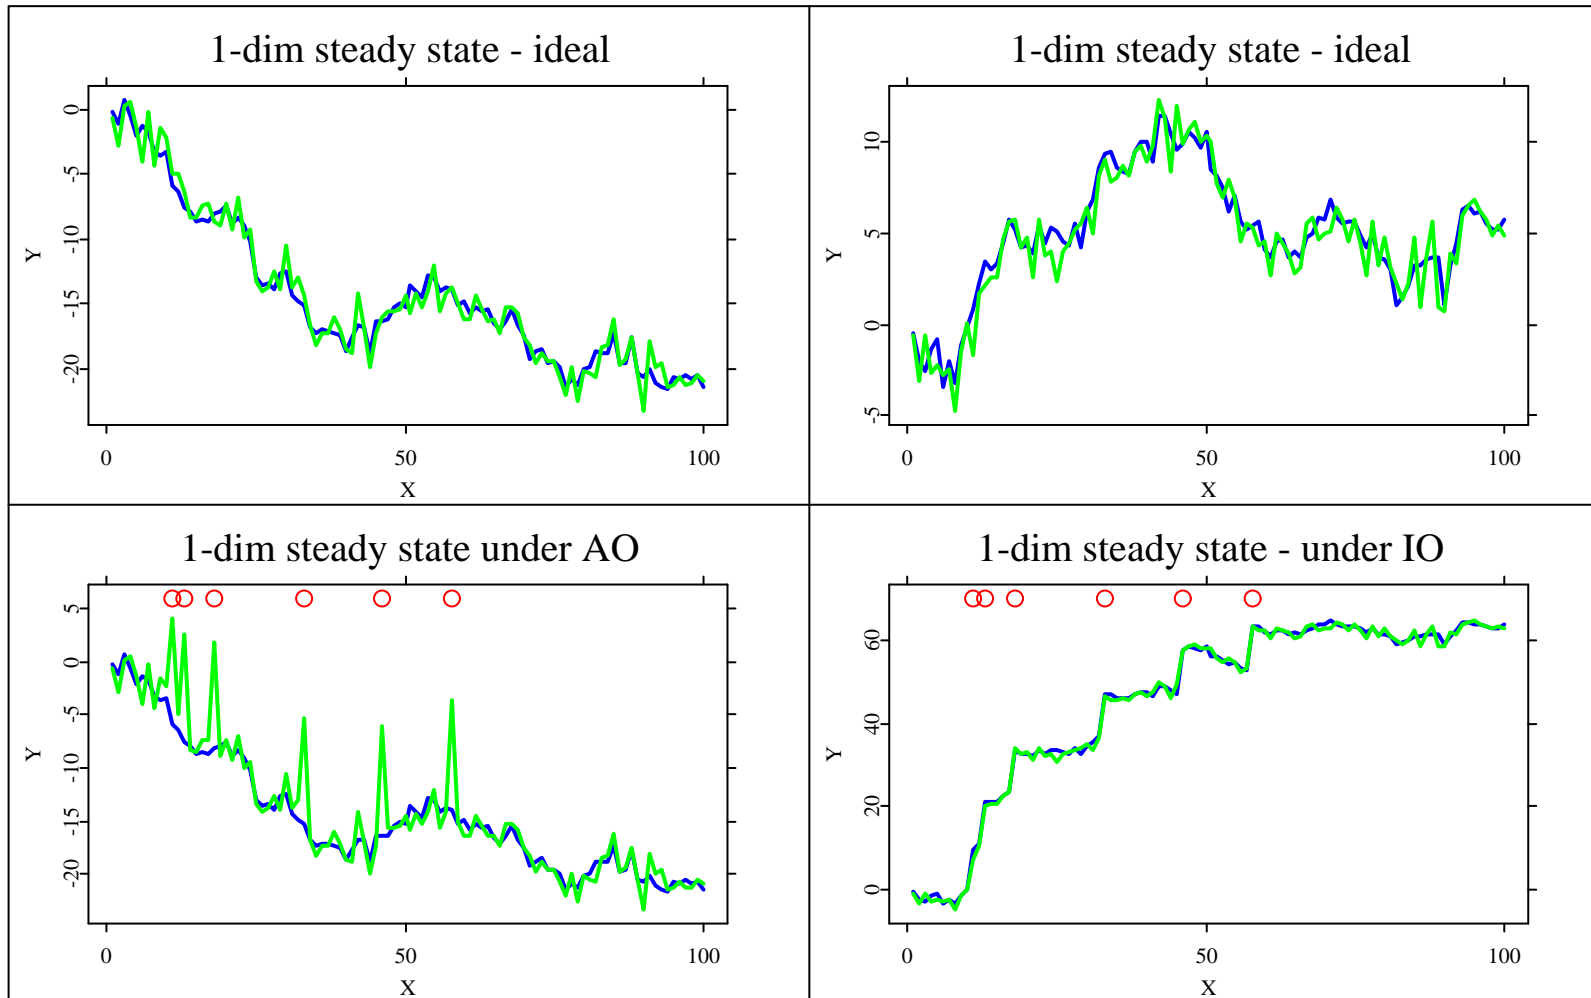 1-dim steady state - ideal
0
-5
-10
-15
-20
Y
0 50 100
X
1-dim steady state - ideal
10
5
0
-5
Y
0 50 100
X
1-dim steady state under AO
5
0
-5
-10
-15
-20
Y
0 50 100
X
1-dim steady state - under IO
60
40
20
0
Y
0 50 100
X